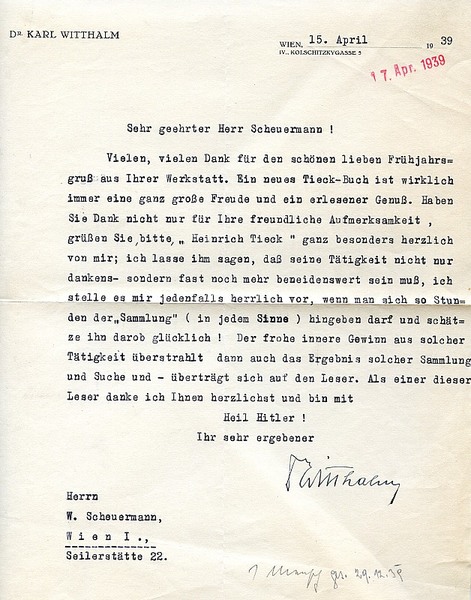 DR. KARL WITTHALM
WIEN, 15. April 19 39
IV., KOLSCHITZKYGASSE 5
17. Apr. 1939
Sehr geehrter Herr Scheuermann !
Vielen, vielen Dank für den schönen lieben Frühjahrs=
gruß aus Ihrer Werkstatt. Ein neues Tieck-Buch ist wirklich
immer eine ganz große Freude und ein erlesener Genuß. Haben
Sie Dank nicht nur für Ihre freundliche Aufmerksamkeit ,
grüßen Sie,bitte,„ Heinrich Tieck " ganz besonders herzlich
von mir; ich lasse ihm sagen, daß seine Tätigkeit nicht nur
dankens- sondern fast noch mehr beneidenswert sein muß, ich
stelle es mir jedenfalls herrlich vor, wenn man sich so Stun=
den der„Sammlung" ( in jedem Sinne ) hingeben darf und schät=
ze ihn darob glücklich ! Der frohe innere Gewinn aus solcher
Tätigkeit überstrahlt dann auch das Ergebnis solcher Sammlung
und Suche und - überträgt sich auf den Leser. Als einer dieser
Leser danke ich Ihnen herzlichst und bin mit
Heil Hitler !
Ihr sehr ergebener
Witthalm
Herrn
W. Scheuermann,
Wien I.,
Seilerstätte 22.
29.12.39